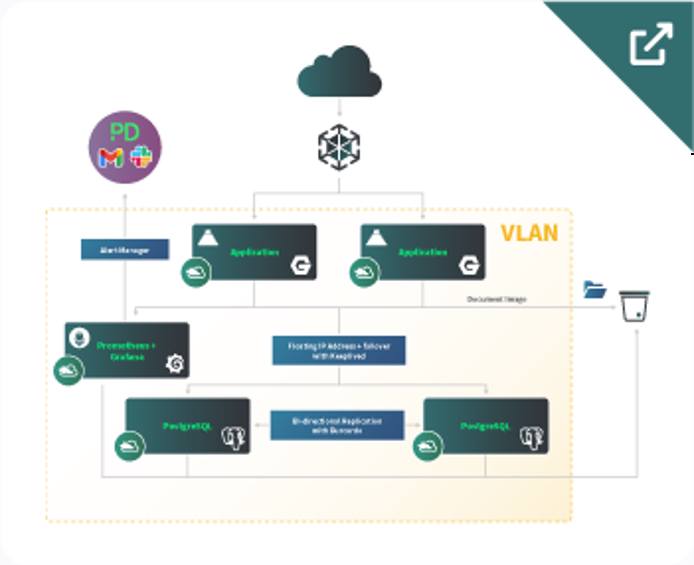 PD
VLAN
Alert Manager
Application
Application
Document Image
Prometheus +
Grafana
Floating IP Address + failover
with Keepalived
PostgreSQL
Bi-directional Replication
with Bucardo
PostgreSQL